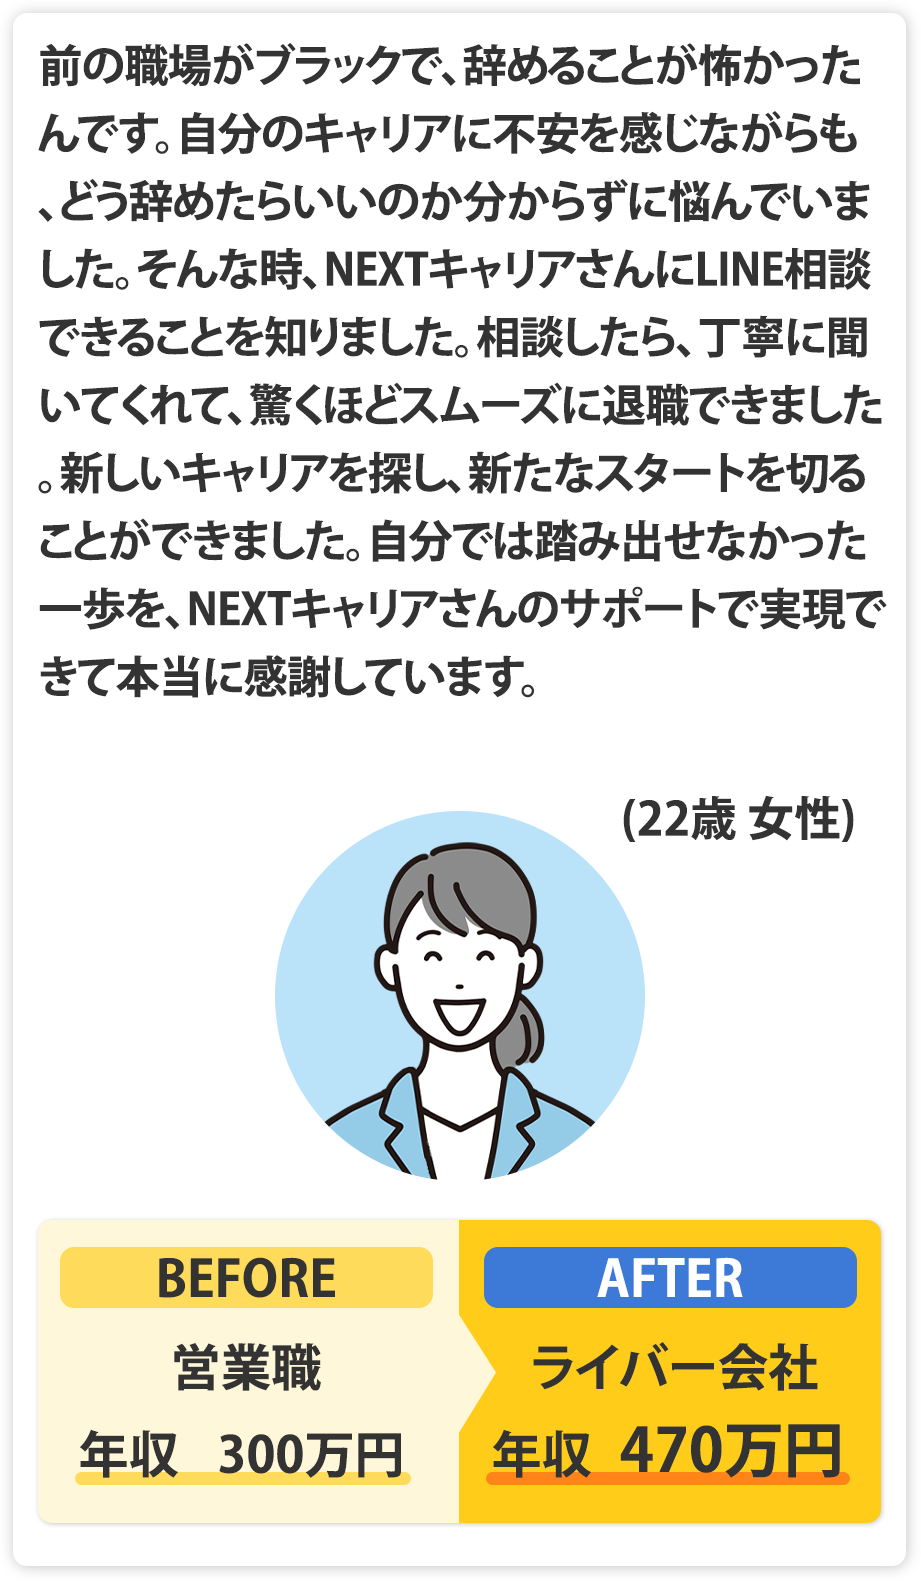 前の職場がブラックで、辞めることが怖かった
んです。自分のキャリアに不安を感じながらも
、どう辞めたらいいのか分からずに悩んでいま
した。そんな時、NEXTキャリアさんにLINE相談
できることを知りました。相談したら、丁寧に聞
いてくれて、驚くほどスムーズに退職できました
。新しいキャリアを探し、新たなスタートを切る
ことができました。自分では踏み出せなかった
一歩を、NEXTキャリアさんのサポートで実現で
きて本当に感謝しています。
(22歳 女性)
BEFORE
営業職
年収 300万円
AFTER
ライバー会社
年収 470万円